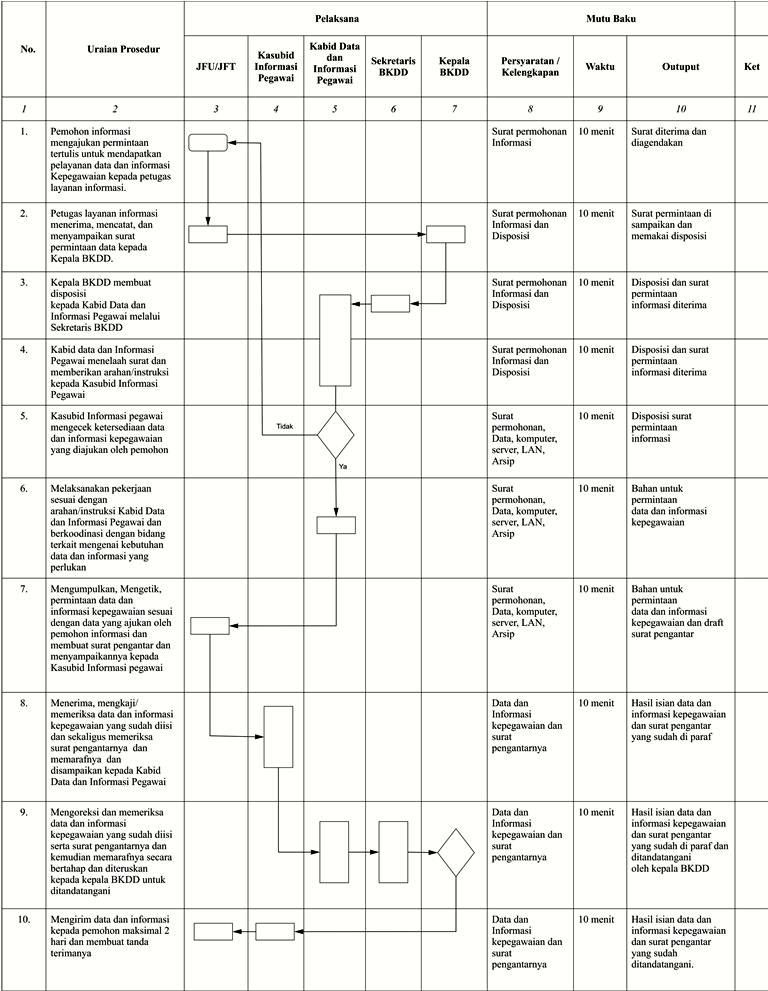 Pelaksana
Mutu Baku
No.
Uraian Prosedur
JFU/JFT
Kasubid
Informasi
Pegawai
Kabid Data
dan
Informasi
Pegawai
Sekretaris
BKDD
Kepala
BKDD
Persyaratan /
Kelengkapan
Waktu
Outuput
Ket
1 2 3 4 5 6 7 8 9 10 11
1.
Pemohon informasi
mengajukan permintaan
tertulis untuk mendapatkan
pelayanan data dan informasi
Kepegawaian kepada petugas
layanan informasi.
Surat permohonan
Informasi
10 menit
Surat diterima dan
diagendakan
2.
Petugas layanan informasi
menerima, mencatat, dan
menyampaikan surat
permintaan data kepada
Kepala BKDD.
Surat permohonan
Informasi dan
Disposisi
10 menit
Surat permintaan di
sampaikan dan
memakai disposisi
3.
Kepala BKDD membuat
disposisi
kepada Kabid Data dan
Informasi Pegawai melalui
Sekretaris BKDD
Surat permohonan
Informasi dan
Disposisi
10 menit
Disposisi dan surat
permintaan
informasi diterima
4.
Kabid data dan Informasi
Pegawai menelaah surat dan
memberikan arahan/instruksi
kepada Kasubid Informasi
Pegawai
Surat permohonan
Informasi dan
Disposisi
10 menit
Disposisi dan surat
permintaan
informasi diterima
5.
Kasubid Informasi pegawai
mengecek ketersediaan data
dan informasi kepegawaian
yang diajukan oleh pemohon
Tidak
Ya
Surat
permohonan,
Data, komputer,
server, LAN,
Arsip
10 menit
Disposisi surat
permintaan
informasi
6.
Melaksanakan pekerjaan
sesuai dengan
arahan/instruksi Kabid Data
dan Informasi Pegawai dan
berkoodinasi dengan bidang
terkait mengenai kebutuhan
data dan informasi yang
perlukan
Surat
permohonan,
Data, komputer,
server, LAN,
Arsip
10 menit
Bahan untuk
permintaan
data dan informasi
kepegawaian
7.
Mengumpulkan, Mengetik,
permintaan data dan
informasi kepegawaian sesuai
dengan data yang ajukan oleh
pemohon informasi dan
membuat surat pengantar dan
menyampaikannya kepada
Kasubid Informasi pegawai
Surat
permohonan,
Data, komputer,
server, LAN,
Arsip
10 menit
Bahan untuk
permintaan
data dan informasi
kepegawaian dan draft
surat pengantar
8.
Menerima, mengkaji/
memeriksa data dan informasi
kepegawaian yang sudah diisi
dan sekaligus memeriksa
surat pengantarnya dan
memarafnya dan
disampaikan kepada Kabid
Data dan Informasi Pegawai
Data dan
Informasi
kepegawaian dan
surat
pengantarnya
10 menit
Hasil isian data dan
informasi kepegawaian
dan surat pengantar
yang sudah di paraf
9.
Mengoreksi dan memeriksa
data dan informasi
kepegawaian yang sudah diisi
serta surat pengantarnya dan
kemudian memarafnya secara
bertahap dan diteruskan
kepada kepala BKDD untuk
ditandatangani
Data dan
Informasi
kepegawaian dan
surat
pengantarnya
10 menit
Hasil isian data dan
informasi kepegawaian
dan surat pengantar
yang sudah di paraf dan
ditandatangani
oleh kepala BKDD
10.
Mengirim data dan informasi
kepada pemohon maksimal 2
hari dan membuat tanda
terimanya
Data dan
Informasi
kepegawaian dan
surat
pengantarnya
10 menit
Hasil isian data dan
informasi kepegawaian
dan surat pengantar
yang sudah
ditandatangani.